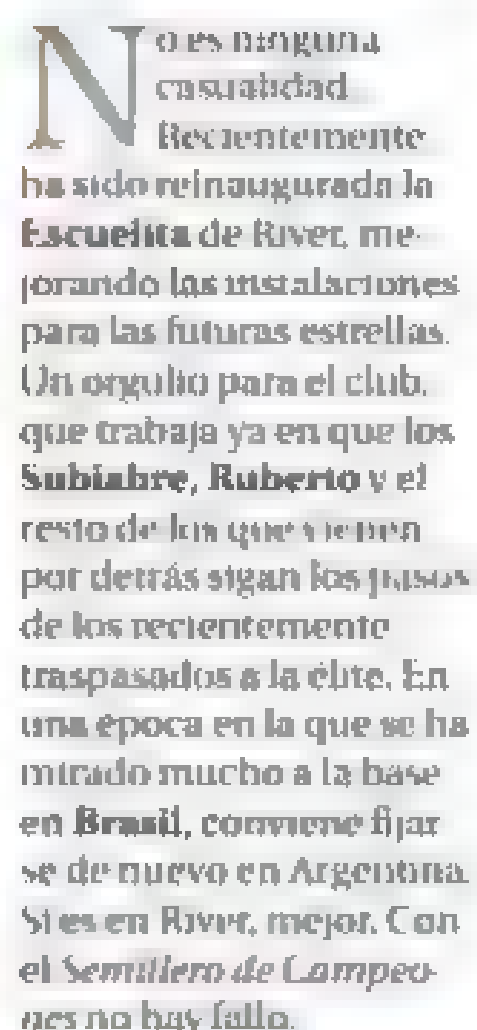 No es ninguna
casualidad.
Recientemente
ha sido reinaugurada la
Escuelita de River, me-
jorando las instalaciones
para las futuras estrellas.
Un orgullo para el club,
que trabaja ya en que los
Subiabre, Ruberto y el
resto de los que vienen
por detrás sigan los pasos
de los recientemente
traspasados a la élite. En
una época en la que se ha
mirado mucho a la base
en Brasil, conviene fijar
se de nuevo en Argentina.
Si es en River, mejor. Con
el Semillero de Campeo-
nes no hay fallo.